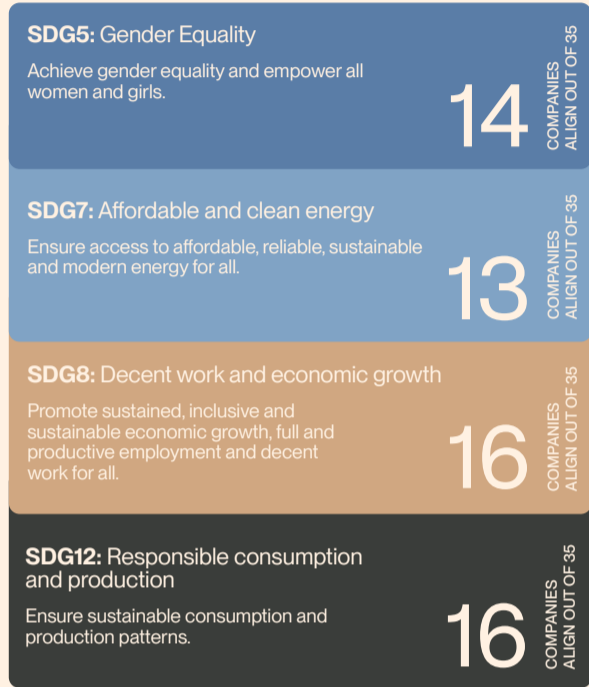 SDG5: Gender Equality
Achieve gender equality and empower all
women and girls.
14
COMPANIES
ALIGN OUT OF 35
SDG7: Affordable and clean energy
Ensure access to affordable, reliable, sustainable
and modern energy for all.
13
COMPANIES
ALIGN OUT OF 35
SDG8: Decent work and economic growth
Promote sustained, inclusive and
sustainable economic growth, full and
productive employment and decent
work for all.
16
COMPANIES
ALIGN OUT OF 35
SDG12: Responsible consumption
and production
Ensure sustainable consumption and
production patterns.
16
COMPANIES
ALIGN OUT OF 35